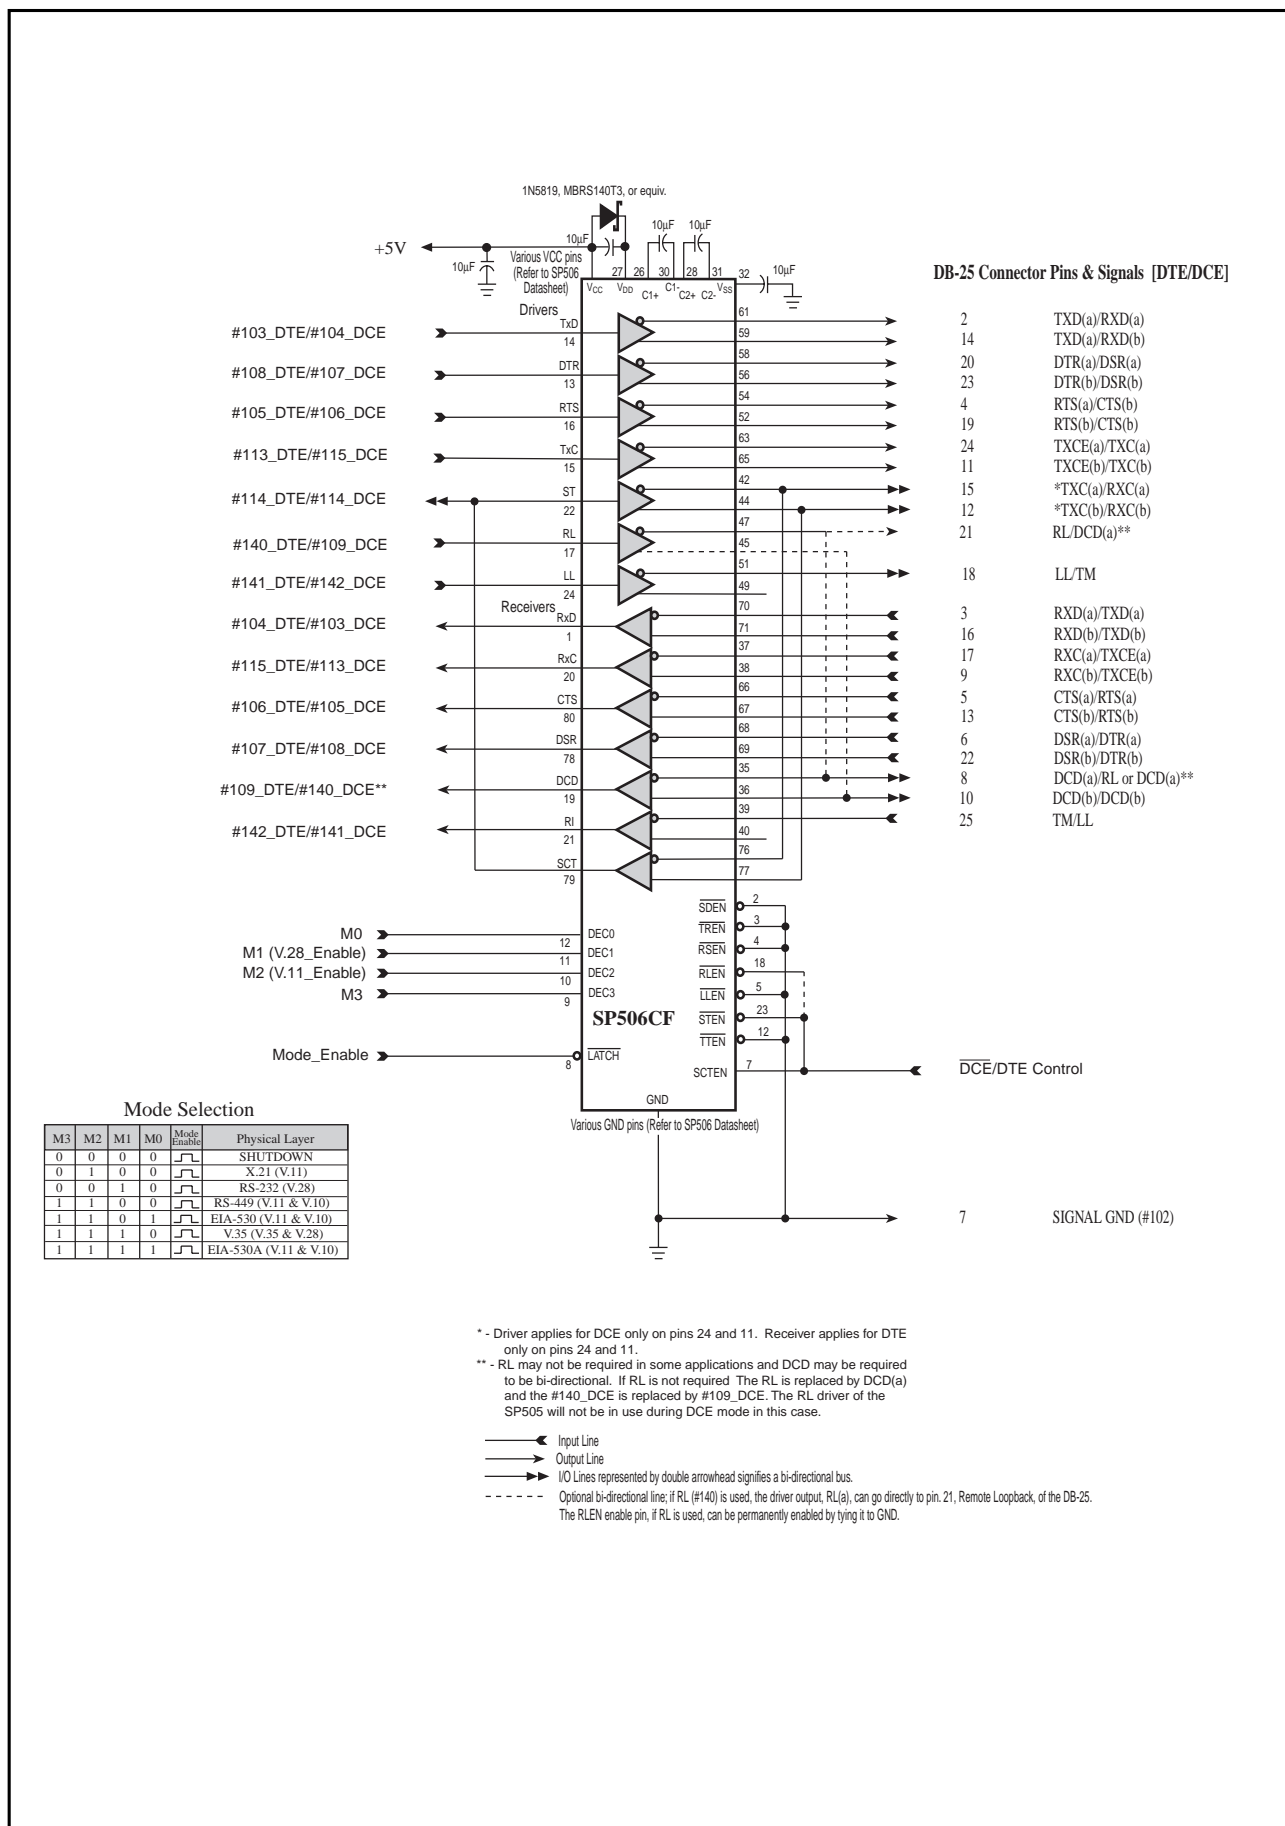 1N5819, MBRS140T3, or equiv.
10µF 10µF
+5V
10µF
10µF
Various VCC pins
(Refer to SP506
Datasheet)
27 26 30 28 31 32
10µF
VCC VDD C1+ C1- C2+ C2- VSS
DB-25 Connector Pins & Signals [DTE/DCE]
Drivers
#103_DTE/#104_DCE TxD 14 61 2 TXD(a)/RXD(a)
59 14 TXD(a)/RXD(b)
#108_DTE/#107_DCE DTR 13 58 20 DTR(a)/DSR(a)
56 23 DTR(b)/DSR(b)
#105_DTE/#106_DCE RTS 16 54 4 RTS(a)/CTS(b)
52 19 RTS(b)/CTS(b)
#113_DTE/#115_DCE TxC 15 63 24 TXCE(a)/TXC(a)
65 11 TXCE(b)/TXC(b)
#114_DTE/#114_DCE ST 22 42 15 *TXC(a)/RXC(a)
44 12 *TXC(b)/RXC(b)
#140_DTE/#109_DCE RL 17 47 21 RL/DCD(a)**
45
#141_DTE/#142_DCE LL 24 51 18 LL/TM
49
Receivers
#104_DTE/#103_DCE RxD 1 70 3 RXD(a)/TXD(a)
71 16 RXD(b)/TXD(b)
#115_DTE/#113_DCE RxC 20 37 17 RXC(a)/TXCE(a)
38 9 RXC(b)/TXCE(b)
#106_DTE/#105_DCE CTS 80 66 5 CTS(a)/RTS(a)
67 13 CTS(b)/RTS(b)
#107_DTE/#108_DCE DSR 78 68 6 DSR(a)/DTR(a)
69 22 DSR(b)/DTR(b)
#109_DTE/#140_DCE** DCD 19 35 8 DCD(a)/RL or DCD(a)**
36 10 DCD(b)/DCD(b)
#142_DTE/#141_DCE RI 21 39 25 TM/LL
40
SCT 79 76
77
SDEN 2
TREN 3
RSEN 4
RLEN 18
LLEN 5
STEN 23
TTEN 12
SCTEN 7
M0 12 DEC0
M1 (V.28_Enable) 11 DEC1
M2 (V.11_Enable) 10 DEC2
M3 9 DEC3
SP506CF
Mode_Enable 8 LATCH
DCE/DTE Control
GND
Various GND pins (Refer to SP506 Datasheet)
Mode Selection
M3 M2 M1 M0 Mode Enable Physical Layer
0 0 0 0 SHUTDOWN
0 1 0 0 X.21 (V.11)
0 0 1 0 RS-232 (V.28)
1 1 0 0 RS-449 (V.11 & V.10)
1 1 0 1 EIA-530 (V.11 & V.10)
1 1 1 0 V.35 (V.35 & V.28)
1 1 1 1 EIA-530A (V.11 & V.10)
7 SIGNAL GND (#102)
* - Driver applies for DCE only on pins 24 and 11. Receiver applies for DTE
only on pins 24 and 11.
** - RL may not be required in some applications and DCD may be required
to be bi-directional. If RL is not required The RL is replaced by DCD(a)
and the #140_DCE is replaced by #109_DCE. The RL driver of the
SP505 will not be in use during DCE mode in this case.
Input Line
Output Line
I/O Lines represented by double arrowhead signifies a bi-directional bus.
Optional bi-directional line; if RL (#140) is used, the driver output, RL(a), can go directly to pin. 21, Remote Loopback, of the DB-25.
The RLEN enable pin, if RL is used, can be permanently enabled by tying it to GND.